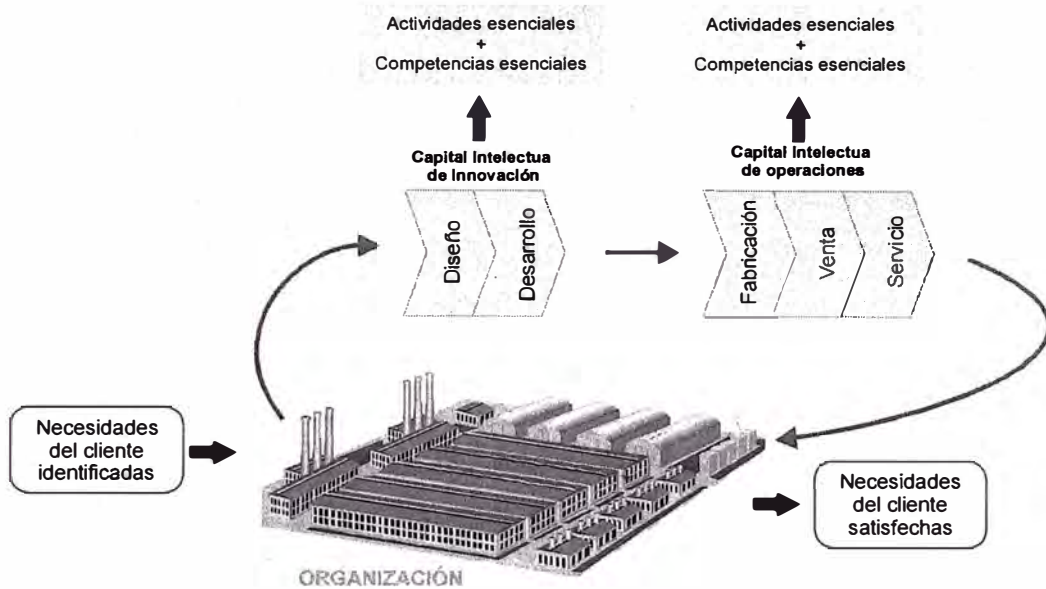 Actividades esenciales
+
Competencias esenciales
Actividades esenciales
+
Competencias esenciales
Capital Intelectua
de Innovación
Capital Intelectua
de operaciones
Diseño
Desarrollo
Fabricación
Venta
Servicio
Necesidades
del cliente
identificadas
Necesidades
del cliente
satisfechas
ORGANIZACIÓN